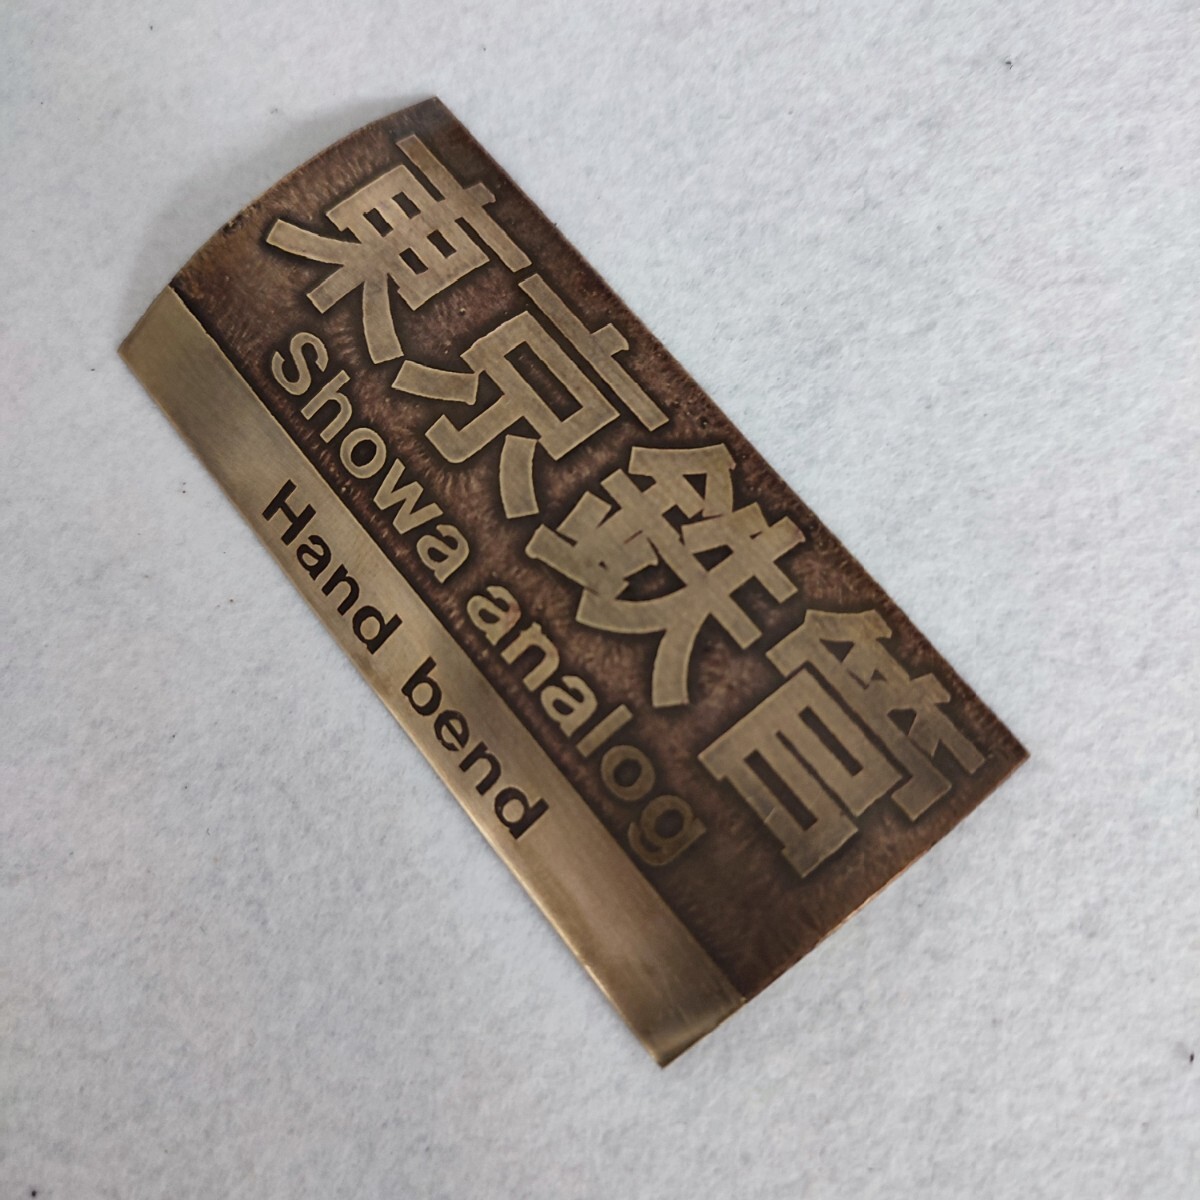 東京鉄管
Showa analog
Hand bend